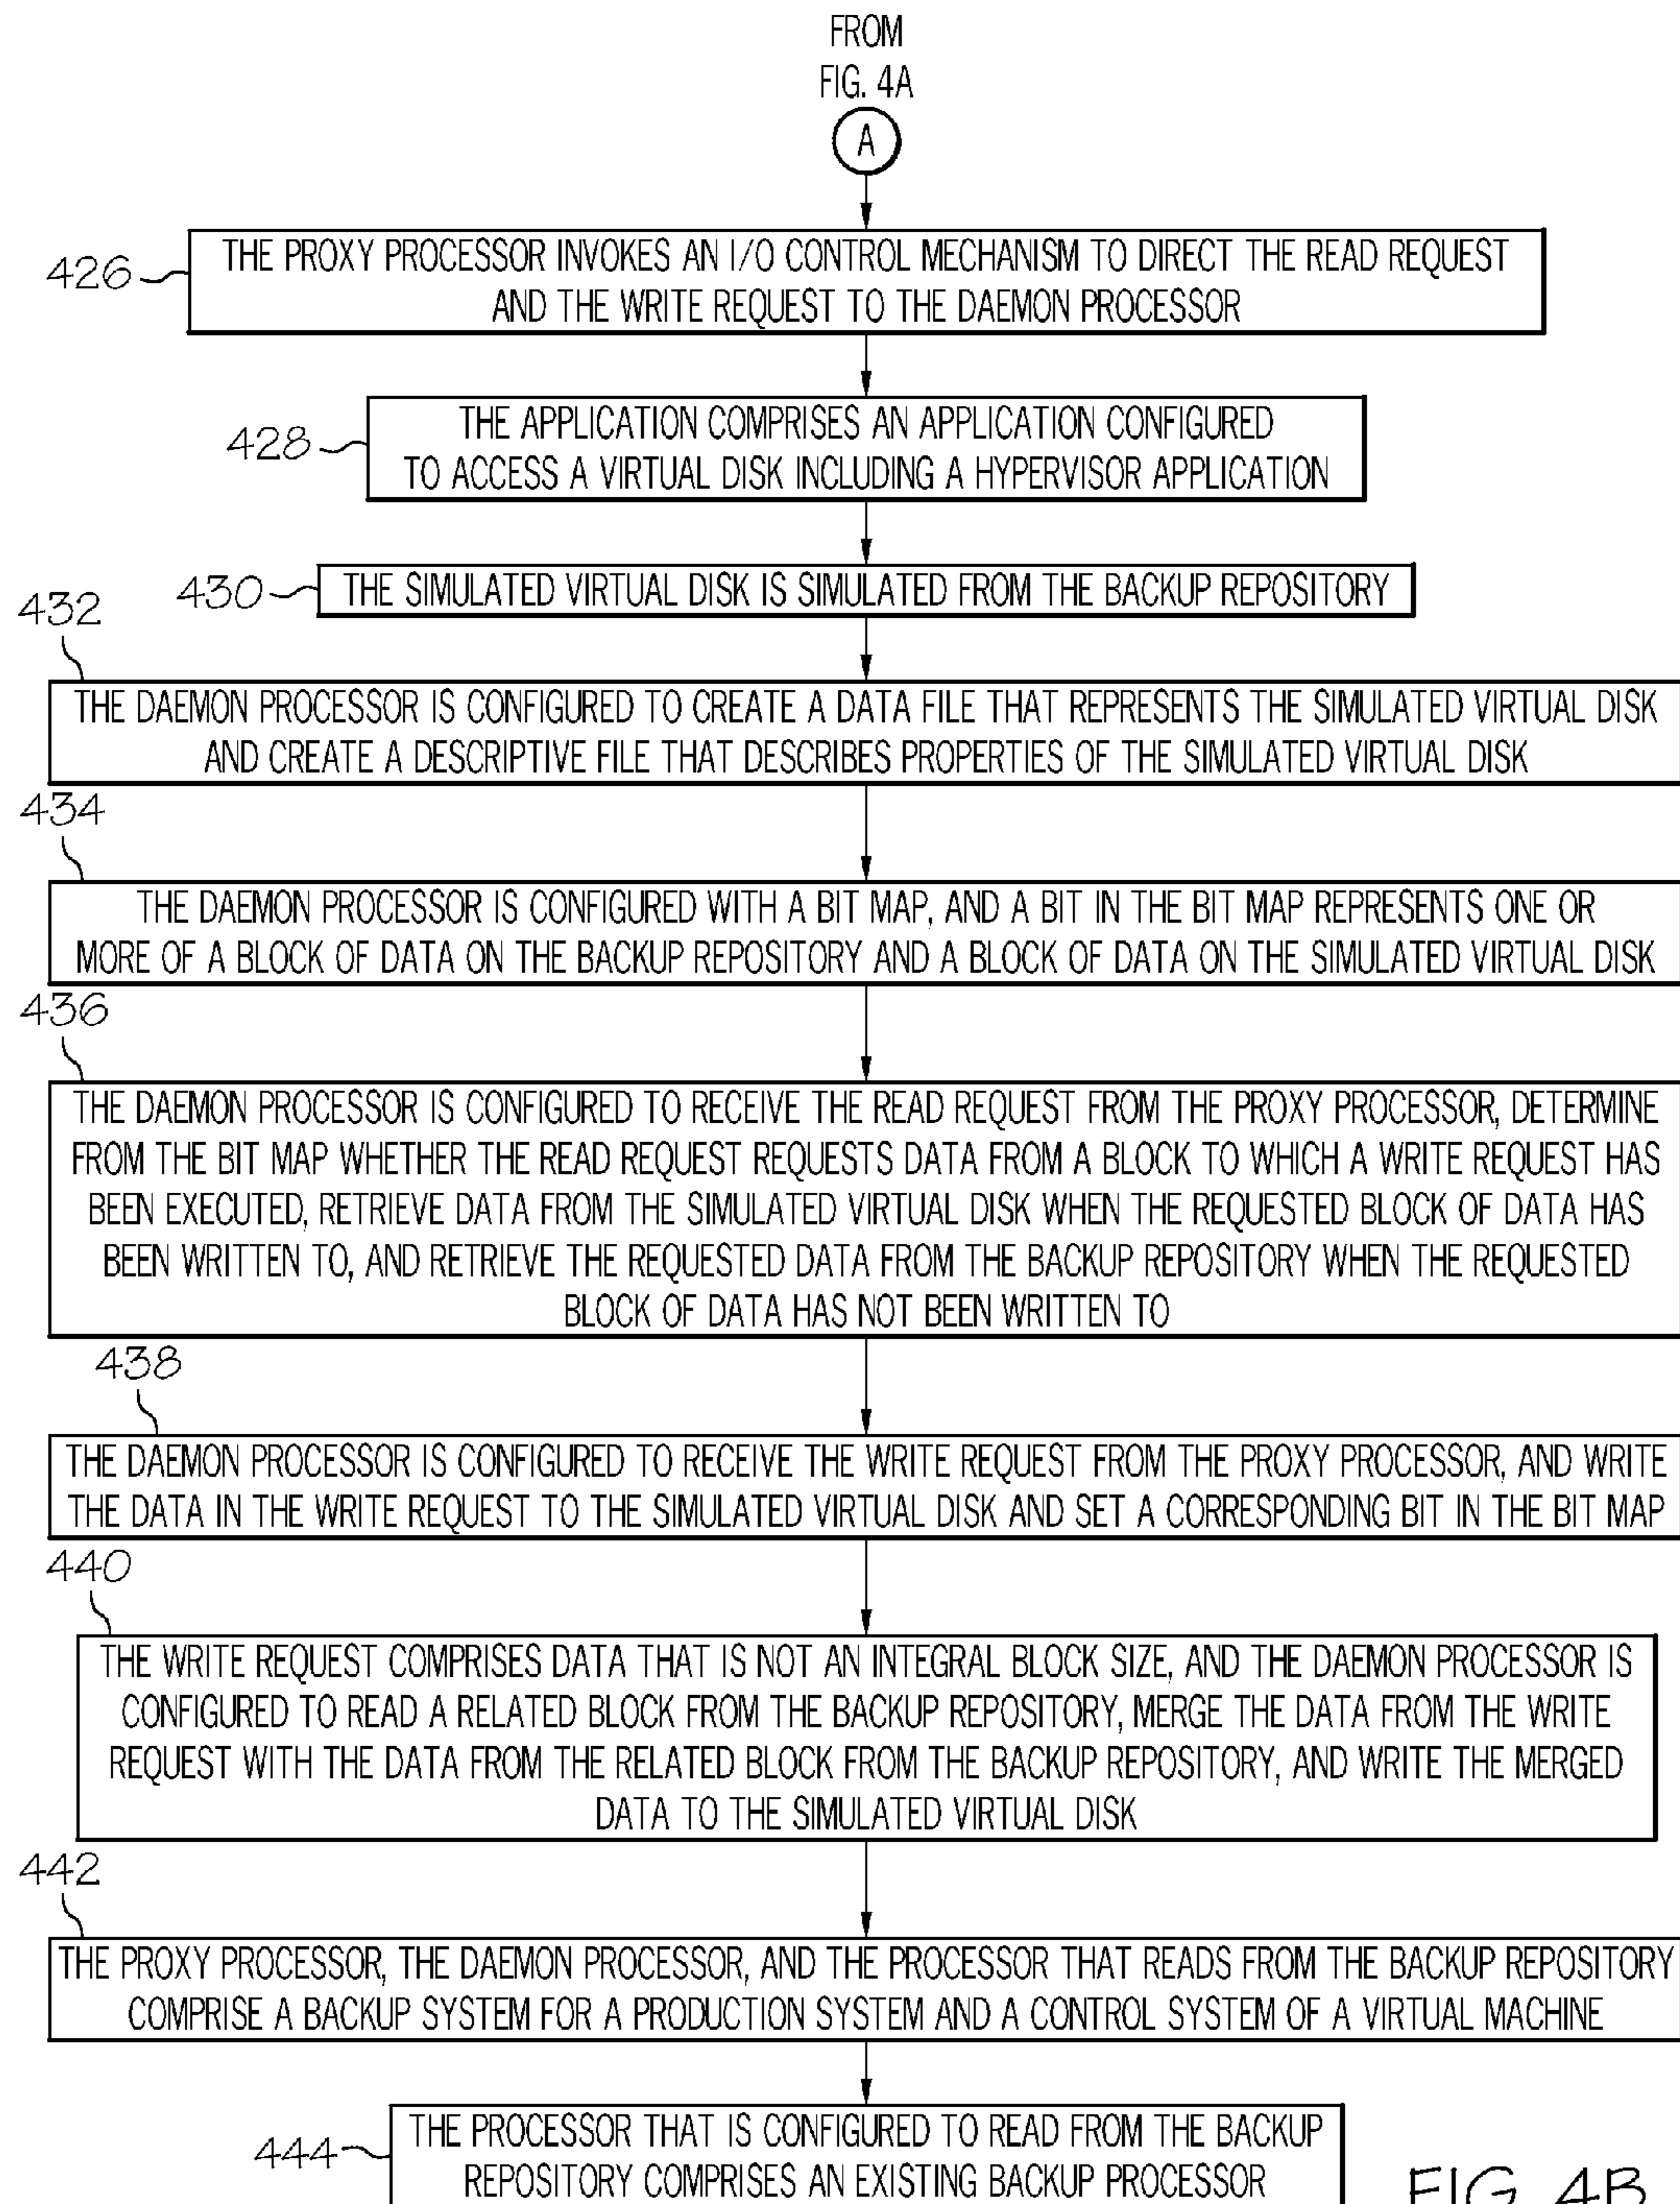 FROM
FIG. 4A
A
426
THE PROXY PROCESSOR INVOKES AN I/O CONTROL MECHANISM TO DIRECT THE READ REQUEST
AND THE WRITE REQUEST TO THE DAEMON PROCESSOR
428
THE APPLICATION COMPRISES AN APPLICATION CONFIGURED
TO ACCESS A VIRTUAL DISK INCLUDING A HYPERVISOR APPLICATION
430
THE SIMULATED VIRTUAL DISK IS SIMULATED FROM THE BACKUP REPOSITORY
432
THE DAEMON PROCESSOR IS CONFIGURED TO CREATE A DATA FILE THAT REPRESENTS THE SIMULATED VIRTUAL DISK
AND CREATE A DESCRIPTIVE FILE THAT DESCRIBES PROPERTIES OF THE SIMULATED VIRTUAL DISK
434
THE DAEMON PROCESSOR IS CONFIGURED WITH A BIT MAP, AND A BIT IN THE BIT MAP REPRESENTS ONE OR
MORE OF A BLOCK OF DATA ON THE BACKUP REPOSITORY AND A BLOCK OF DATA ON THE SIMULATED VIRTUAL DISK
436
THE DAEMON PROCESSOR IS CONFIGURED TO RECEIVE THE READ REQUEST FROM THE PROXY PROCESSOR, DETERMINE
FROM THE BIT MAP WHETHER THE READ REQUEST REQUESTS DATA FROM A BLOCK TO WHICH A WRITE REQUEST HAS
BEEN EXECUTED, RETRIEVE DATA FROM THE SIMULATED VIRTUAL DISK WHEN THE REQUESTED BLOCK OF DATA HAS
BEEN WRITTEN TO, AND RETRIEVE THE REQUESTED DATA FROM THE BACKUP REPOSITORY WHEN THE REQUESTED
BLOCK OF DATA HAS NOT BEEN WRITTEN TO
438
THE DAEMON PROCESSOR IS CONFIGURED TO RECEIVE THE WRITE REQUEST FROM THE PROXY PROCESSOR, AND WRITE
THE DATA IN THE WRITE REQUEST TO THE SIMULATED VIRTUAL DISK AND SET A CORRESPONDING BIT IN THE BIT MAP
440
THE WRITE REQUEST COMPRISES DATA THAT IS NOT AN INTEGRAL BLOCK SIZE, AND THE DAEMON PROCESSOR IS
CONFIGURED TO READ A RELATED BLOCK FROM THE BACKUP REPOSITORY, MERGE THE DATA FROM THE WRITE
REQUEST WITH THE DATA FROM THE RELATED BLOCK FROM THE BACKUP REPOSITORY, AND WRITE THE MERGED
DATA TO THE SIMULATED VIRTUAL DISK
442
THE PROXY PROCESSOR, THE DAEMON PROCESSOR, AND THE PROCESSOR THAT READS FROM THE BACKUP REPOSITORY
COMPRISE A BACKUP SYSTEM FOR A PRODUCTION SYSTEM AND A CONTROL SYSTEM OF A VIRTUAL MACHINE
444
THE PROCESSOR THAT IS CONFIGURED TO READ FROM THE BACKUP
REPOSITORY COMPRISES AN EXISTING BACKUP PROCESSOR
FIG. 4B